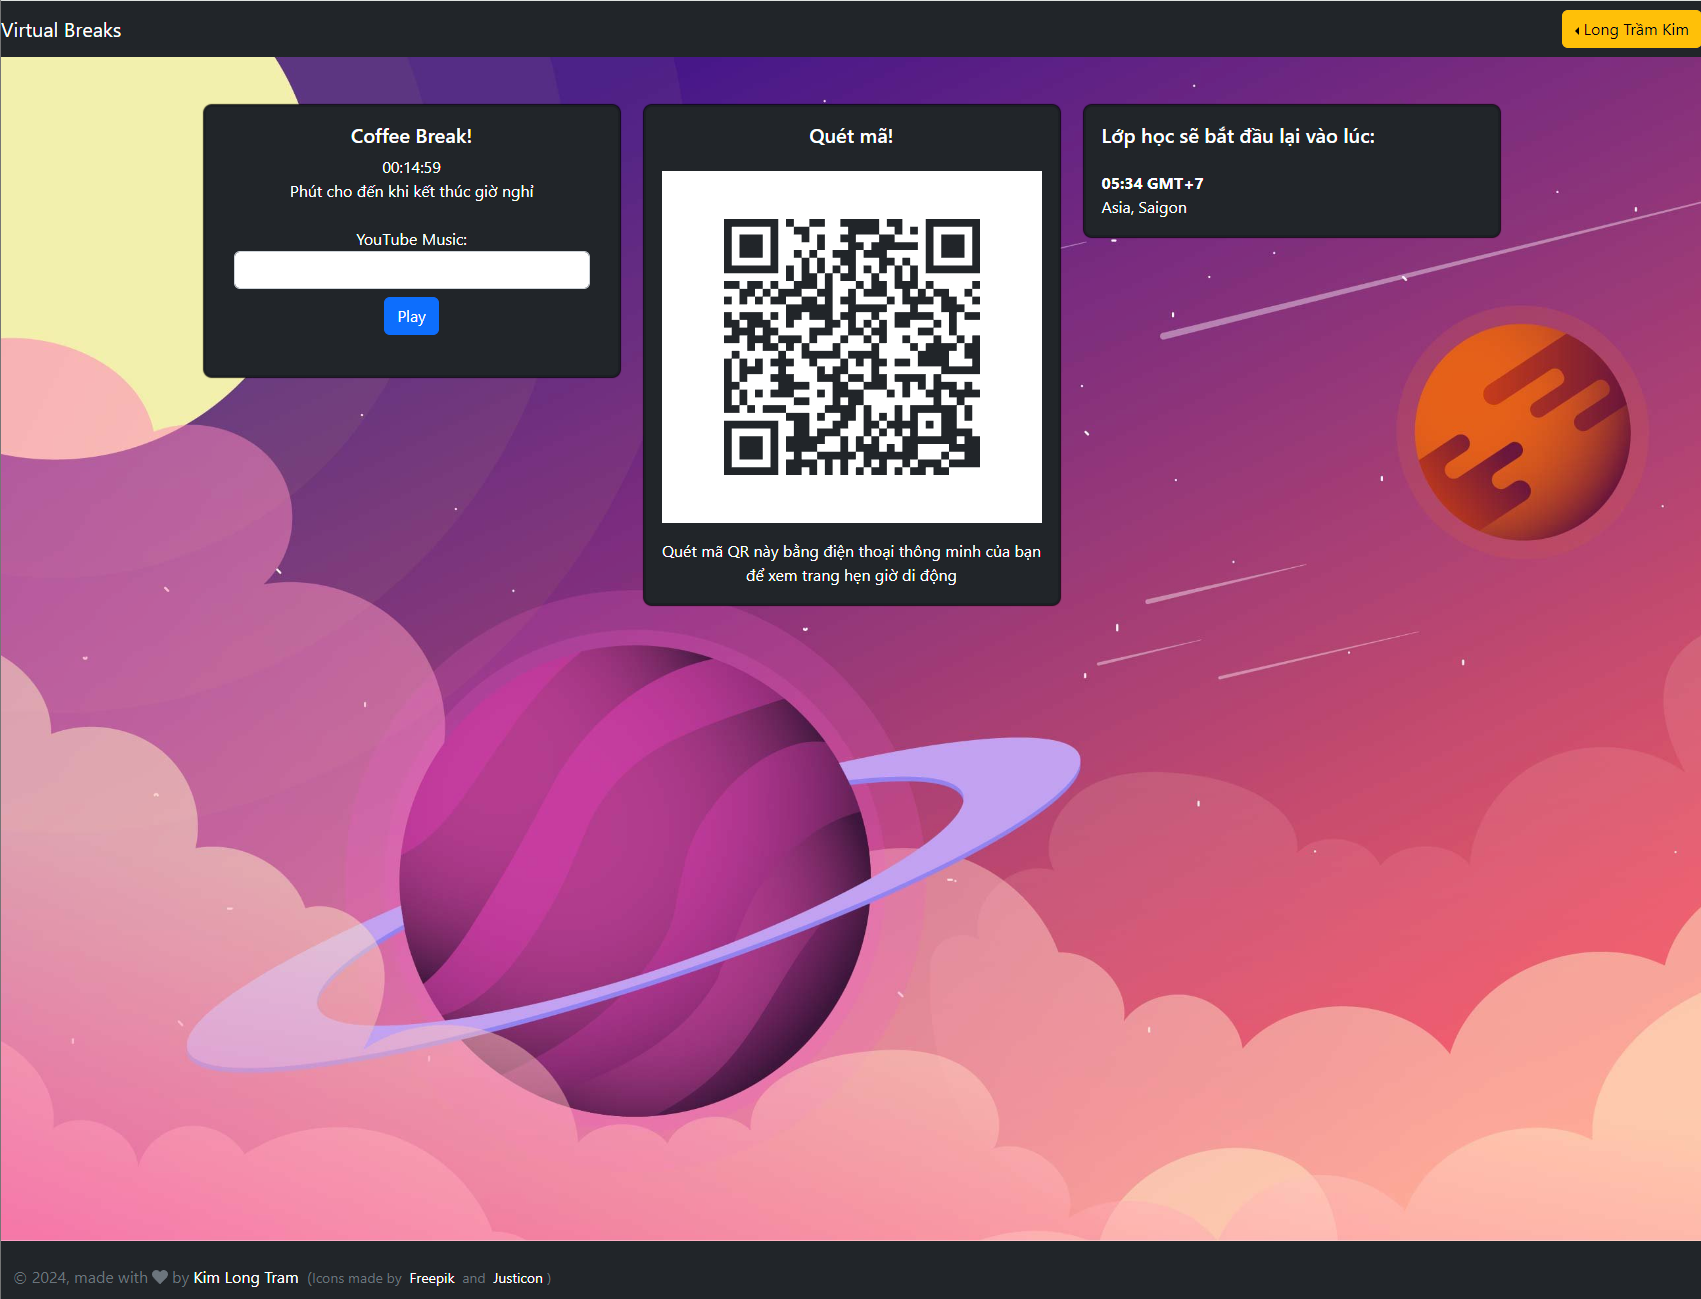 Virtual Breaks
Long Trầm Kim
Coffee Break!
00:14:59
Phút cho đến khi kết thúc giờ nghỉ
YouTube Music:
Play
Quét mã!
Quét mã QR này bằng điện thoại thông minh của bạn
để xem trang hẹn giờ di động
Lớp học sẽ bắt đầu lại vào lúc:
05:34 GMT+7
Asia, Saigon
© 2024, made with by Kim Long Tram (Icons made by Freepik and Justicon )